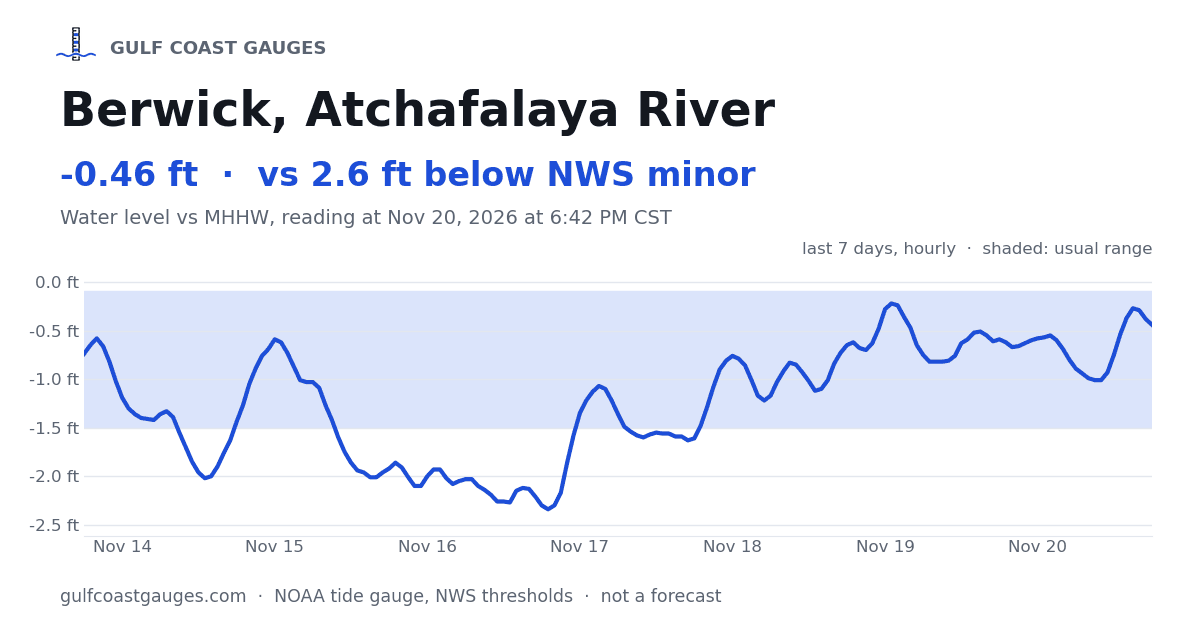 GULF COAST GAUGES
Berwick, Atchafalaya River
-0.46 ft · vs 2.6 ft below NWS minor
Water level vs MHHW, reading at Nov 20, 2026 at 6:42 PM CST
last 7 days, hourly · shaded: usual range
0.0 ft
-0.5 ft
-1.0 ft
-1.5 ft
-2.0 ft
-2.5 ft
Nov 14 Nov 15 Nov 16 Nov 17 Nov 18 Nov 19 Nov 20
gulfcoastgauges.com · NOAA tide gauge, NWS thresholds · not a forecast